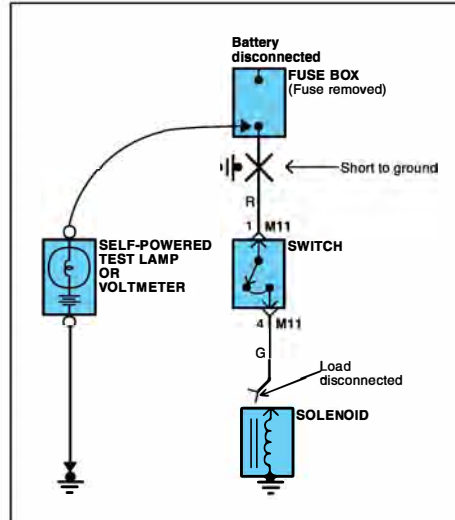 Battery
disconnected
FUSE BOX
(Fuse removed)
Short to ground
R
1 M11
SWITCH
SELF-POWERED
TEST LAMP
OR
VOLTMETER
4 M11
G
Load
disconnected
SOLENOID